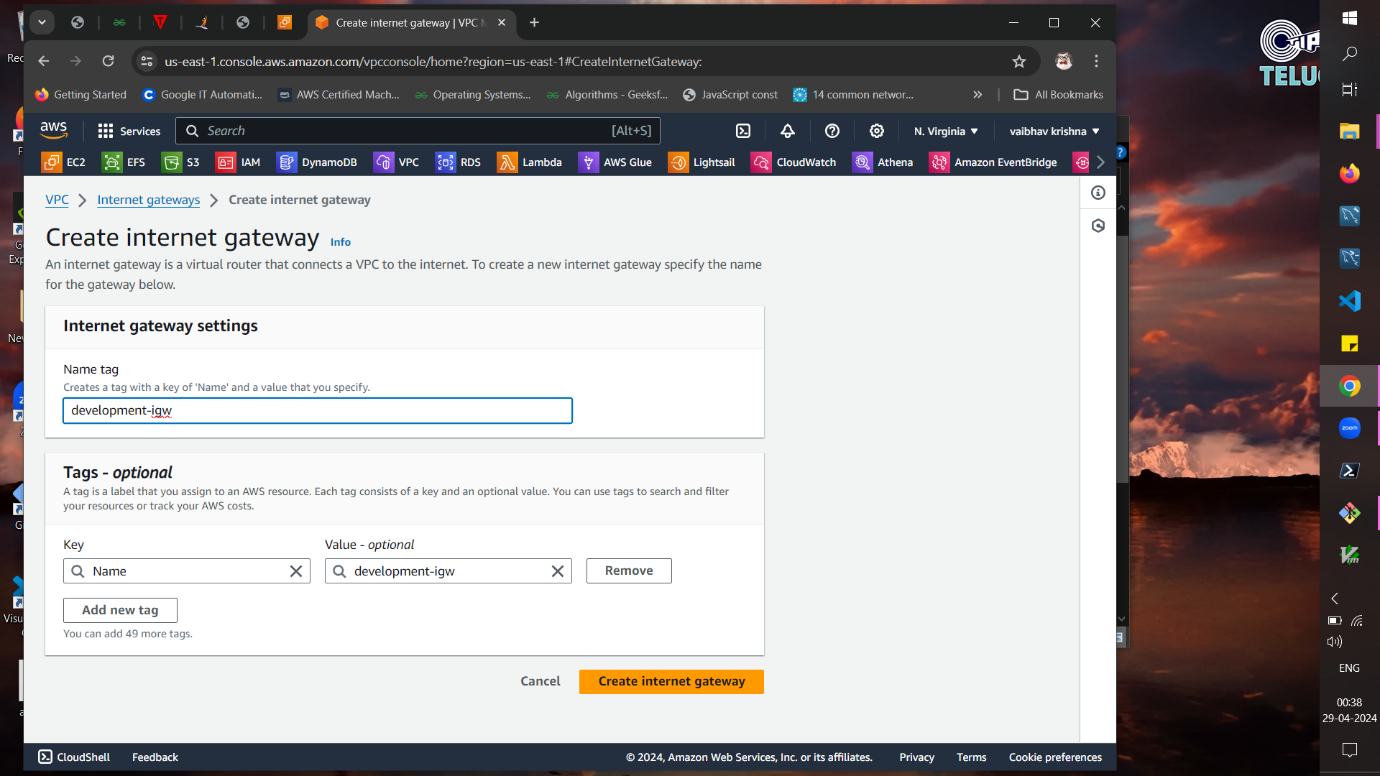 Create internet gateway | VPC M
us-east-1.console.aws.amazon.com/vpcconsole/home?region=us-east-1#CreateInternetGateway:
Getting Started
Google IT Automati...
AWS Certified Mach...
Operating Systems...
Algorithms - Geeksf...
JavaScript const
14 common networ...
All Bookmarks
aws
Services
Search
[Alt+S]
N. Virginia
vaibhav krishna
EC2
EFS
S3
IAM
DynamoDB
VPC
RDS
Lambda
AWS Glue
Lightsail
CloudWatch
Athena
Amazon EventBridge
VPC
Internet gateways
Create internet gateway
Create internet gateway Info
An internet gateway is a virtual router that connects a VPC to the internet. To create a new internet gateway specify the name
for the gateway below.
Internet gateway settings
Name tag
Creates a tag with a key of 'Name' and a value that you specify.
development-igw
Tags - optional
A tag is a label that you assign to an AWS resource. Each tag consists of a key and an optional value. You can use tags to search and filter
your resources or track your AWS costs.
Key
Value - optional
Name
development-igw
Remove
Add new tag
You can add 49 more tags.
Cancel
Create internet gateway
CloudShell
Feedback
© 2024, Amazon Web Services, Inc. or its affiliates.
Privacy
Terms
Cookie preferences
TELU
zoom
ENG
00:38
29-04-2024